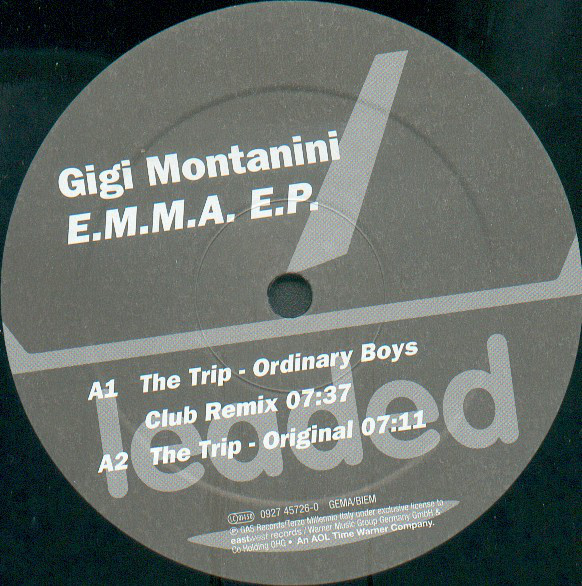 Gigi Montanini
E.M.M.A. E.P.
A1 The Trip - Ordinary Boys
Club Remix 07:37
A2 The Trip - Original 07:11
leaded
0927 45726-0 GEMA/BIEM
℗ GAS Records/Terzo Millennio Italy under exclusive license to
eastwest records / Warner Music Group Germany GmbH &
Co Holding OHG • An AOL Time Warner Company.